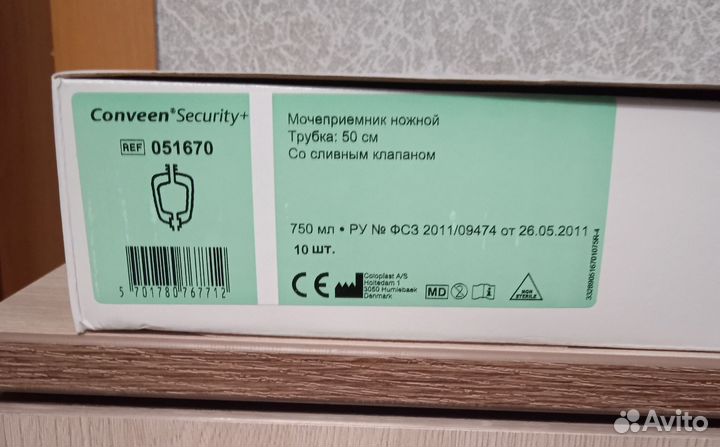 Conveen®Security+
REF 051670
5 701780 767712
Мочеприемник ножной
Трубка: 50 см
Со сливным клапаном
750 мл • РУ № ФСЗ 2011/09474 от 26.05.2011
10 шт.
CE
Coloplast A/S
Holtedam 1
3050 Humlebaek
Denmark
MD
2
NON
STERILE
Avito